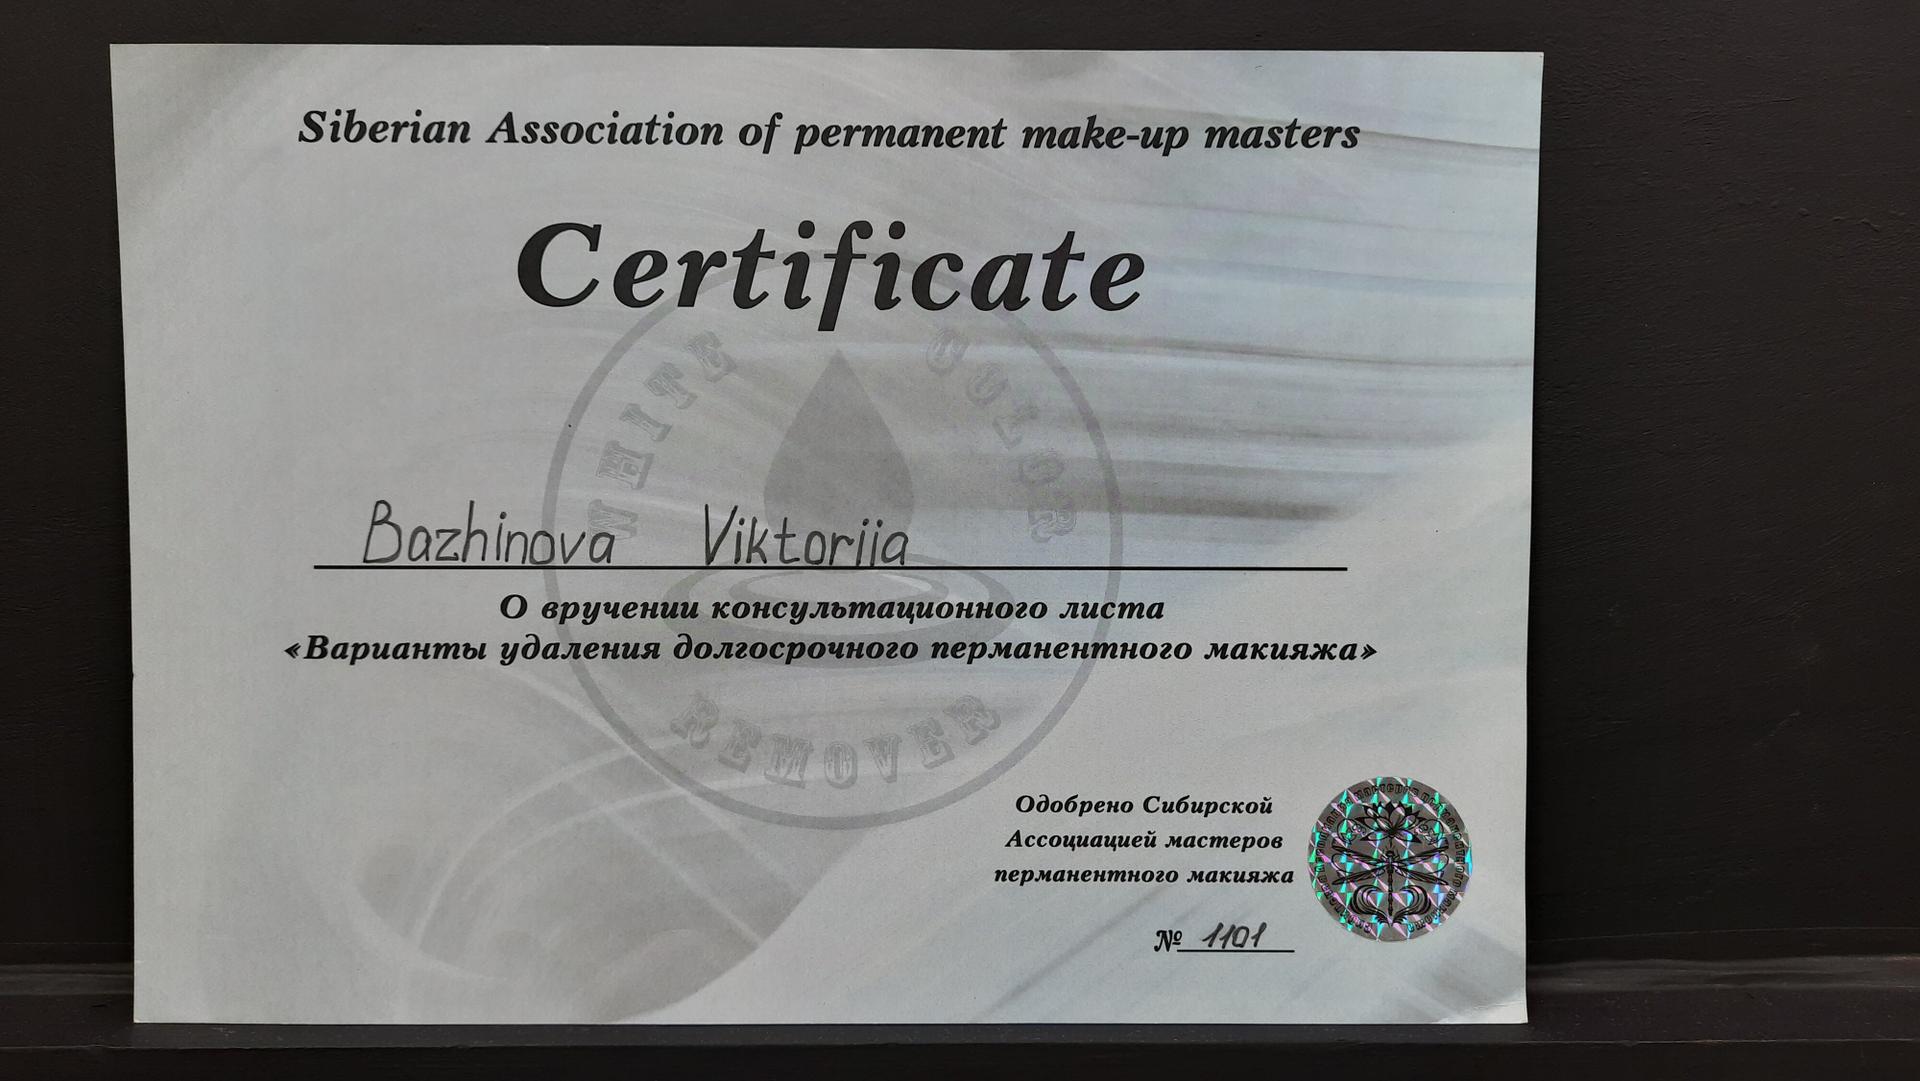 Siberian Association of permanent make-up masters
Certificate
WHITE COLOR
Bazhinova Viktoriia
О вручении консультационного листа
«Варианты удаления долгосрочного перманентного макияжа»
REMOVER
Одобрено Сибирской
Ассоциацией мастеров
перманентного макияжа
№ 1101